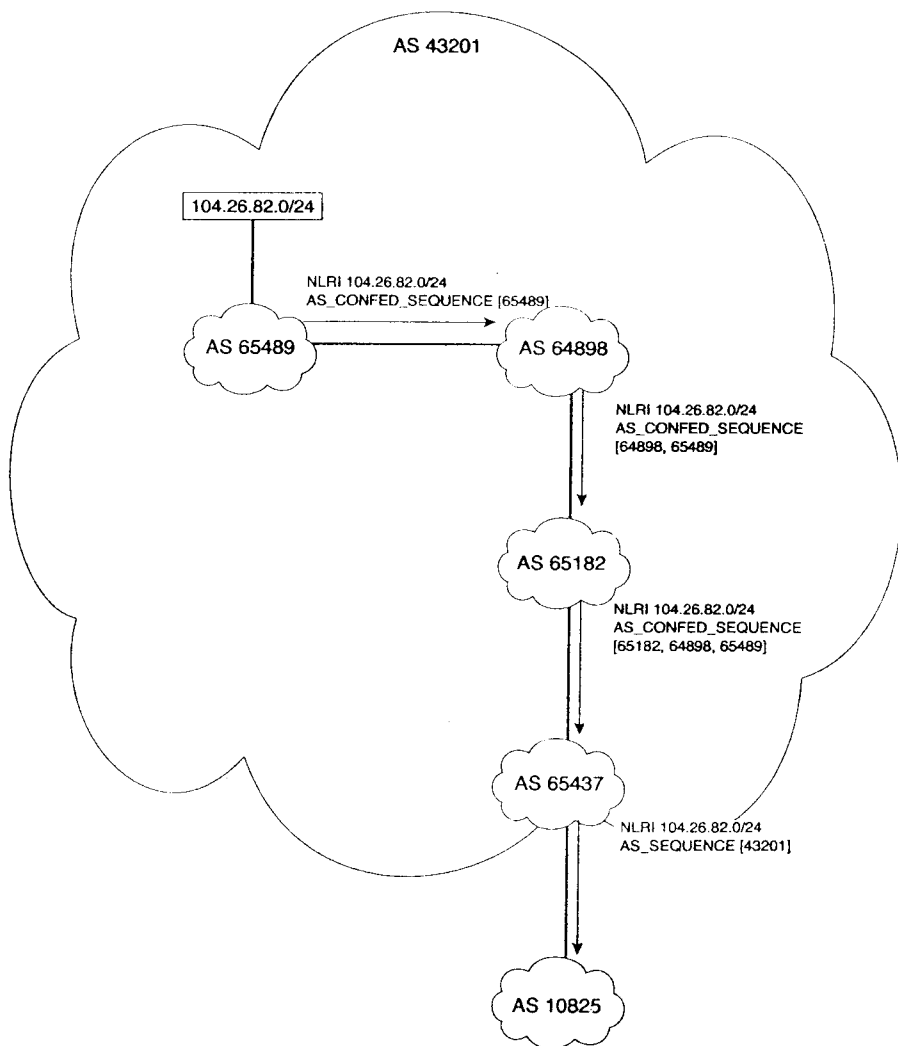 AS 43201
104.26.82.0/24
NLRI 104.26.82.0/24
AS_CONFED_SEQUENCE [65489]
AS 65489
AS 64898
NLRI 104.26.82.0/24
AS_CONFED_SEQUENCE
[64898, 65489]
AS 65182
NLRI 104.26.82.0/24
AS_CONFED_SEQUENCE
[65182, 64898, 65489]
AS 65437
NLRI 104.26.82.0/24
AS_SEQUENCE [43201]
AS 10825